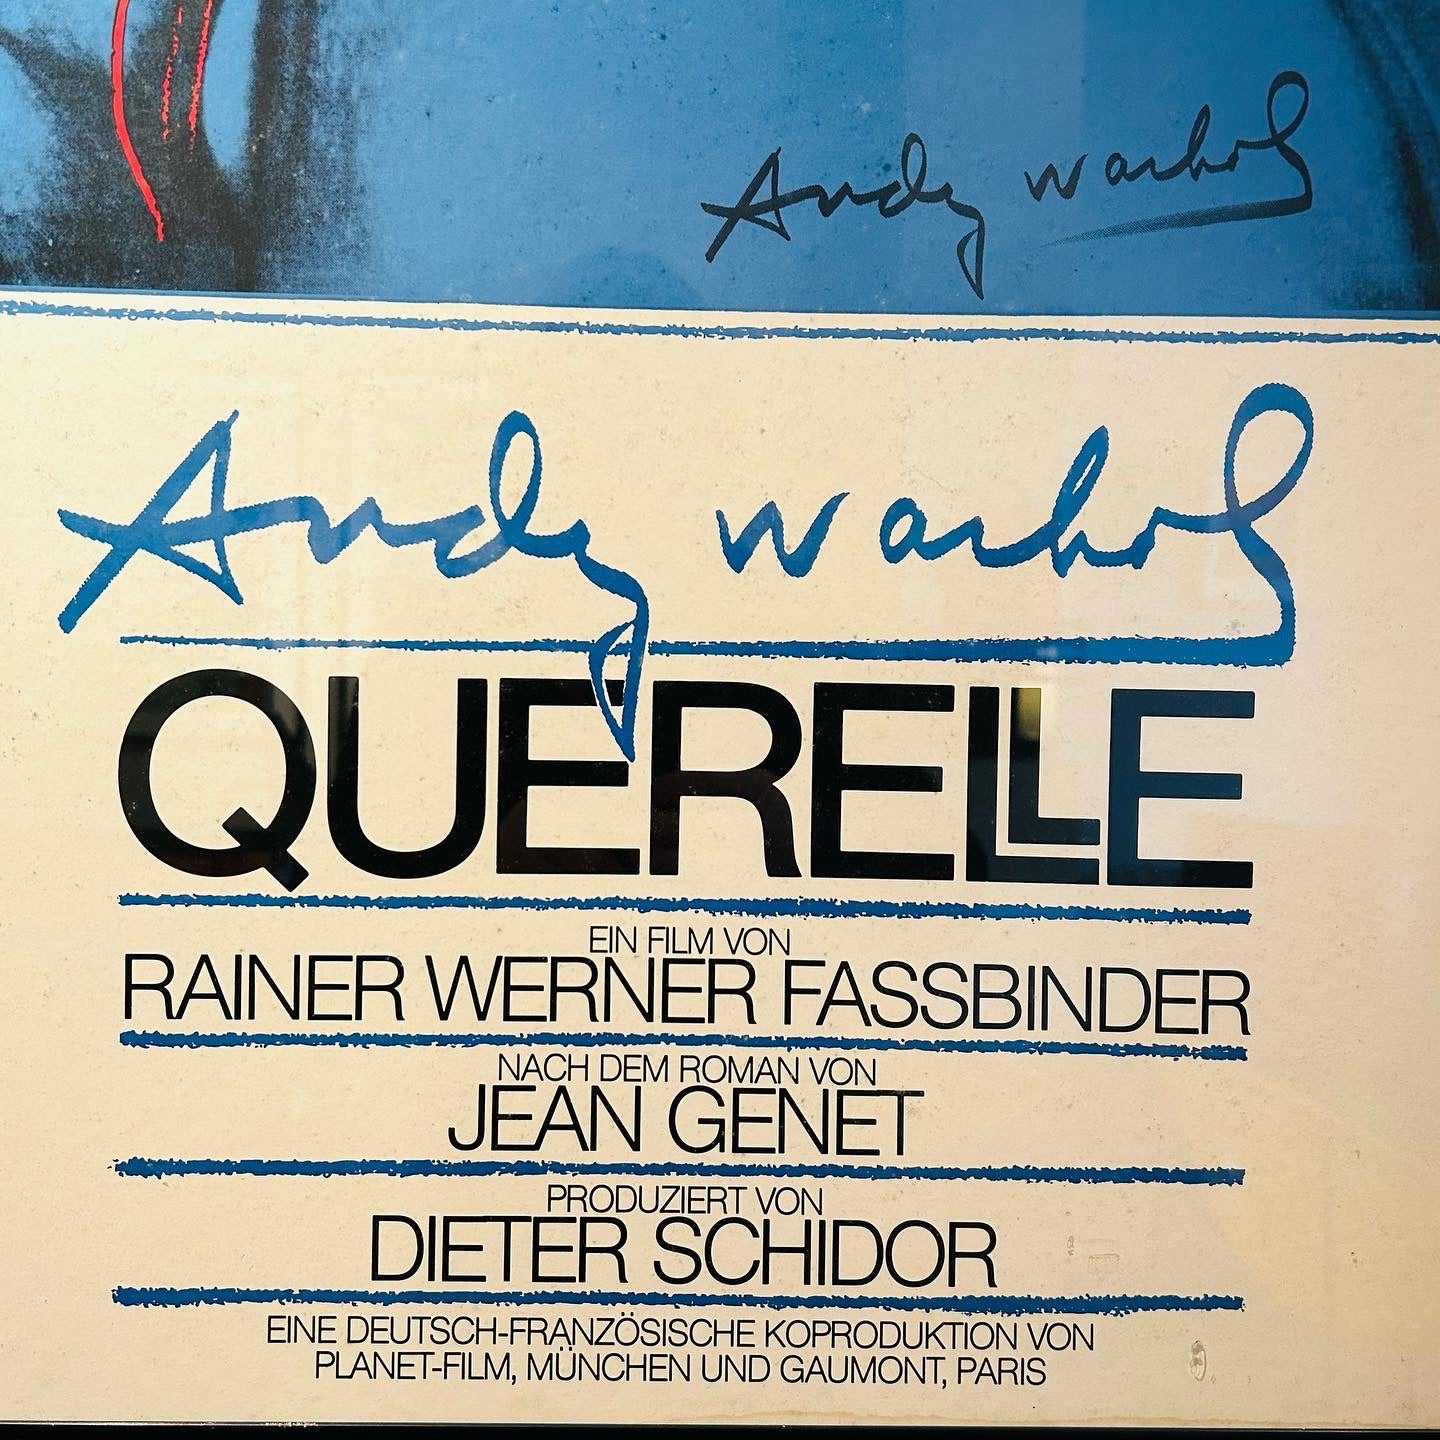 Andy Warhol
Andy Warhol
QUERELLE
EIN FILM VON
RAINER WERNER FASSBINDER
NACH DEM ROMAN VON
JEAN GENET
PRODUZIERT VON
DIETER SCHIDOR
EINE DEUTSCH-FRANZÖSISCHE KOPRODUKTION VON
PLANET-FILM, MÜNCHEN UND GAUMONT, PARIS